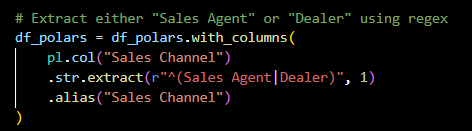 # Extract either "Sales Agent" or "Dealer" using regex
df_polars = df_polars.with_columns(
    pl.col("Sales Channel")
    .str.extract(r"^(Sales Agent|Dealer)", 1)
    .alias("Sales Channel")
)